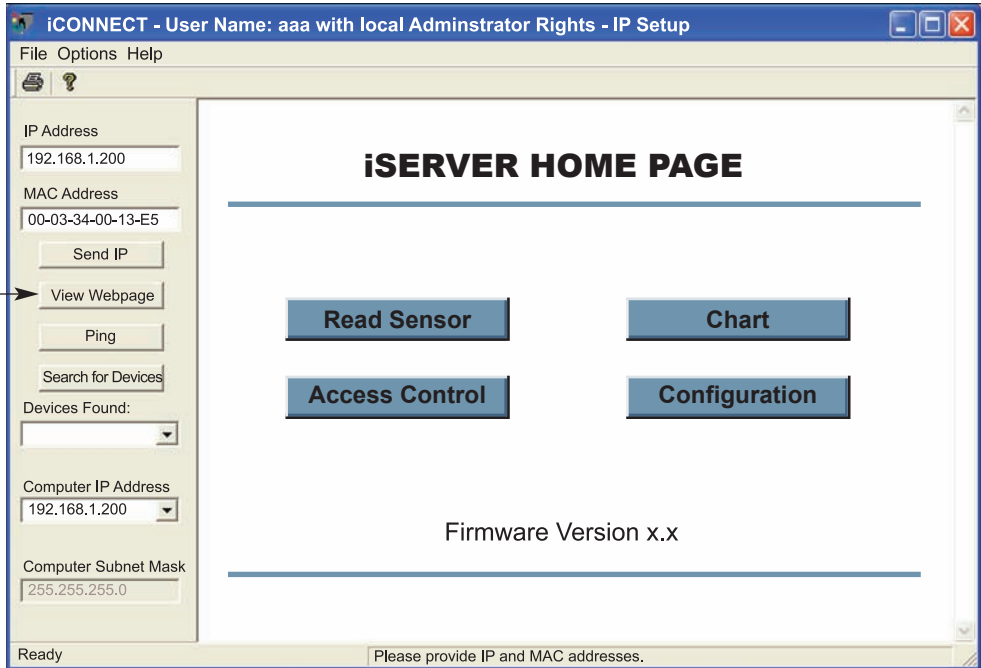 iCONNECT - User Name: aaa with local Adminstrator Rights - IP Setup
File Options Help
IP Address
192.168.1.200
MAC Address
00-03-34-00-13-E5
Send IP
View Webpage
Ping
Search for Devices
Devices Found:
Computer IP Address
192.168.1.200
Computer Subnet Mask
255.255.255.0
iSERVER HOME PAGE
Read Sensor
Chart
Access Control
Configuration
Firmware Version x.x
Ready
Please provide IP and MAC addresses.